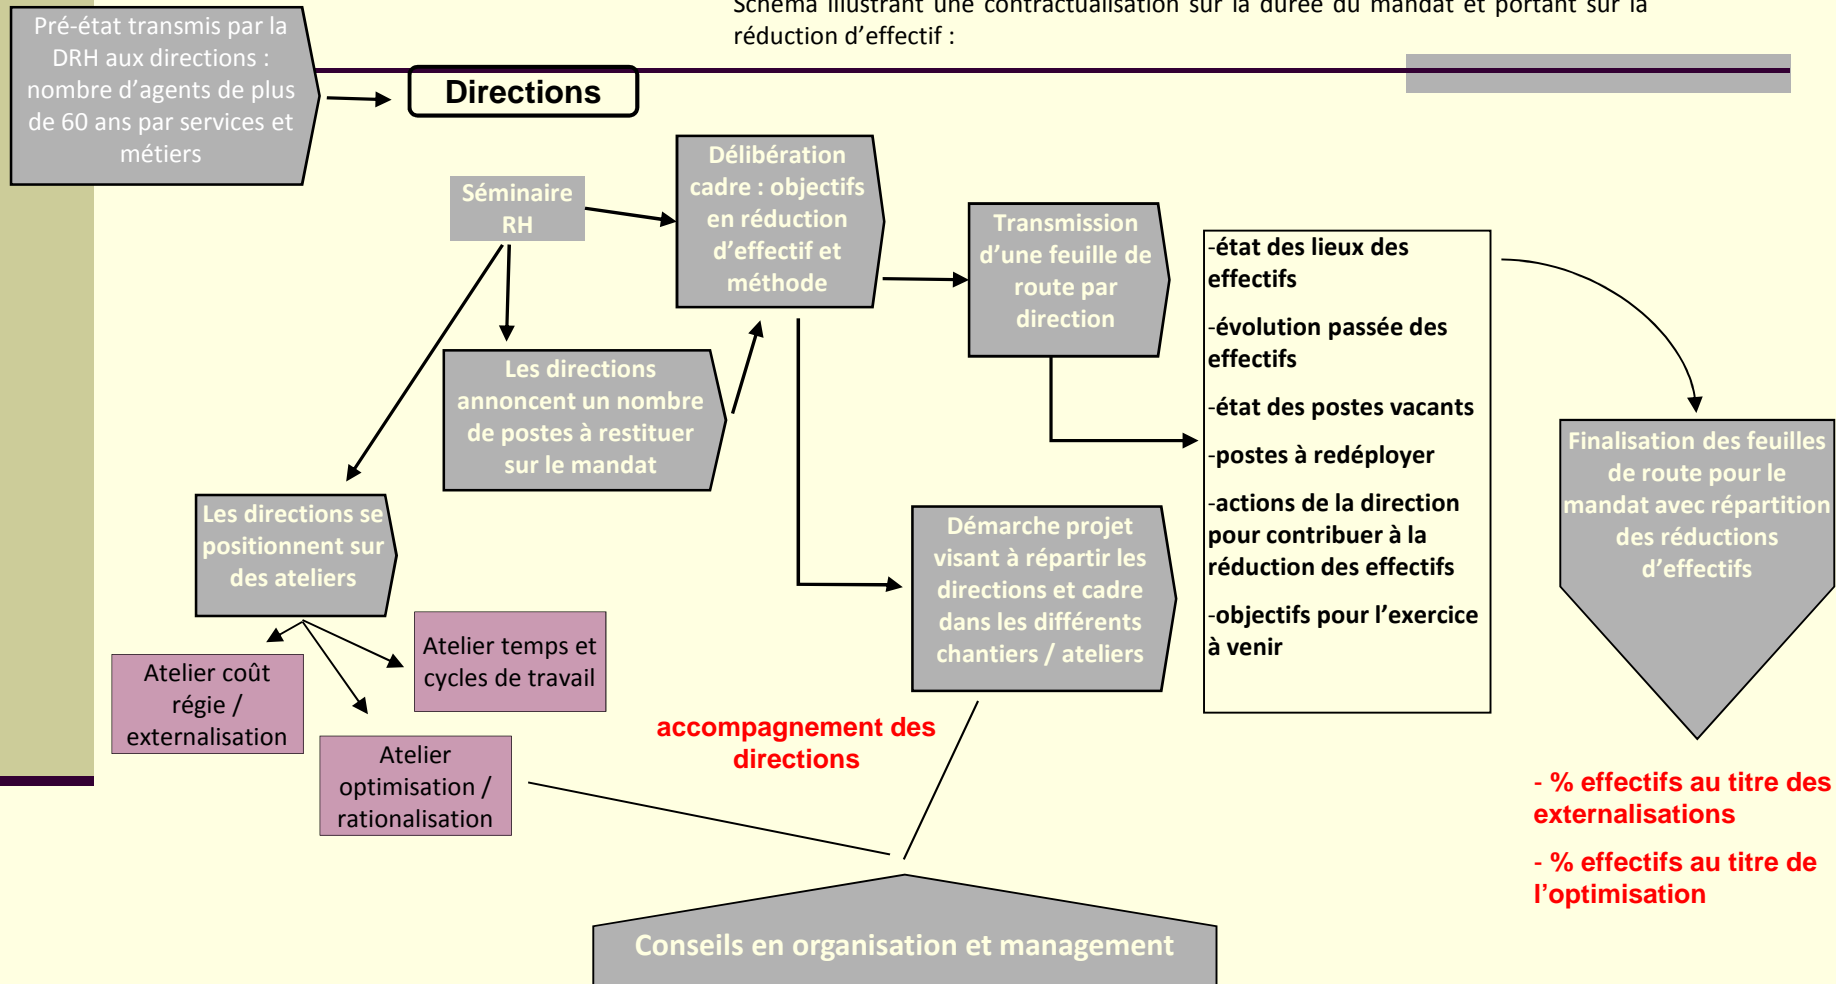 Schéma illustrant une contractualisation sur la durée du mandat et portant sur la
réduction d’effectif :
Pré-état transmis par la
DRH aux directions :
nombre d’agents de plus
de 60 ans par services et
métiers
Directions
Séminaire
RH
Délibération
cadre : objectifs
en réduction
d’effectif et
méthode
Transmission
d’une feuille de
route par
direction
-état des lieux des
effectifs
-évolution passée des
effectifs
-état des postes vacants
-postes à redéployer
-actions de la direction
pour contribuer à la
réduction des effectifs
-objectifs pour l’exercice
à venir
Les directions
annoncent un nombre
de postes à restituer
sur le mandat
Finalisation des feuilles
de route pour le
mandat avec répartition
des réductions
d’effectifs
Les directions se
positionnent sur
des ateliers
Démarche projet
visant à répartir les
directions et cadre
dans les différents
chantiers / ateliers
Atelier temps et
cycles de travail
Atelier coût
régie /
externalisation
Atelier
optimisation /
rationalisation
accompagnement des
directions
- % effectifs au titre des
externalisations
- % effectifs au titre de
l’optimisation
Conseils en organisation et management